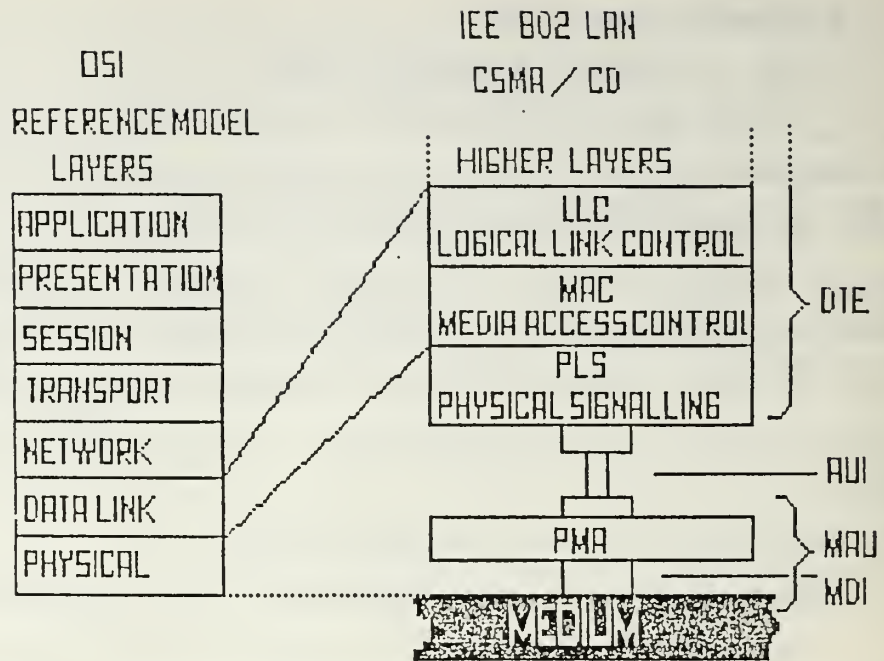 OSI
REFERENCE MODEL
LAYERS
APPLICATION
PRESENTATION
SESSION
TRANSPORT
NETWORK
DATA LINK
PHYSICAL
IEE 802 LAN
CSMA / CD
HIGHER LAYERS
LLC
LOGICAL LINK CONTROL
MAC
MEDIA ACCESS CONTROL
PLS
PHYSICAL SIGNALLING
PMA
MEDIUM
DTE
AUI
MAU
MDI